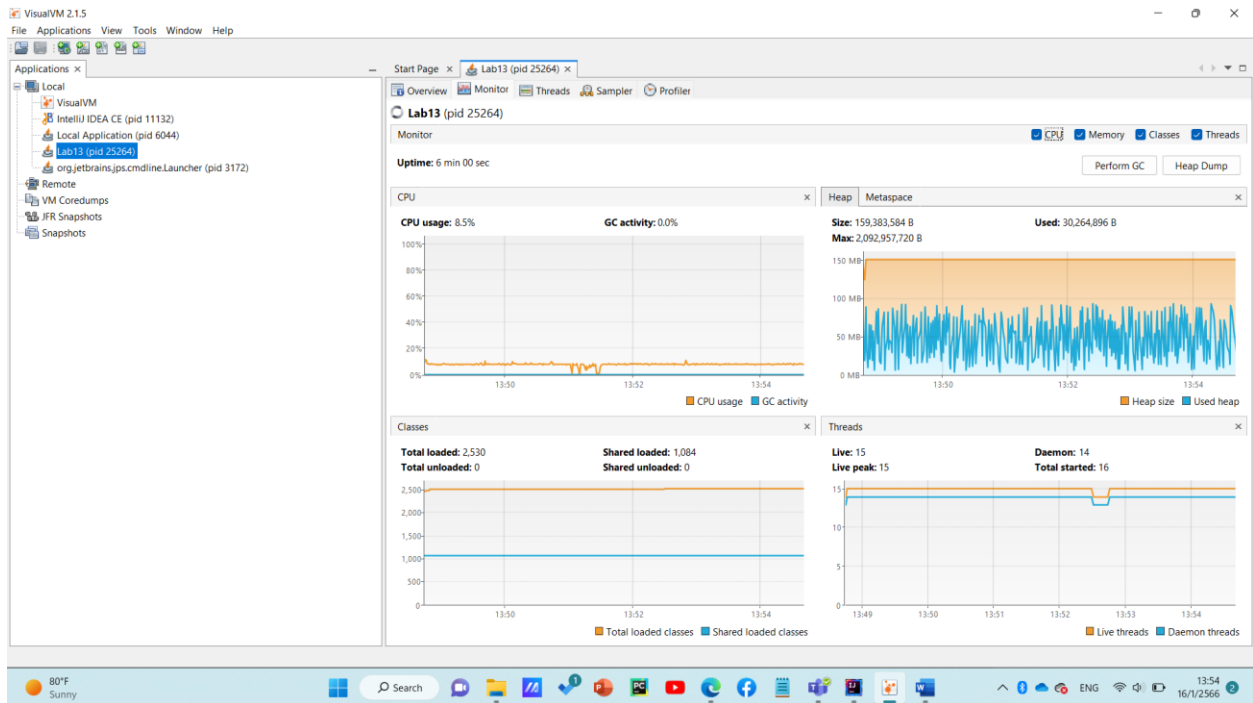 VisualVM 2.1.5
File Applications View Tools Window Help
Applications
Start Page
Lab13 (pid 25264)
Local
VisualVM
IntelliJ IDEA CE (pid 11132)
Local Application (pid 6044)
Lab13 (pid 25264)
org.jetbrains.jps.cmdline.Launcher (pid 3172)
Remote
VM Coredumps
JFR Snapshots
Snapshots
Overview Monitor Threads Sampler Profiler
Lab13 (pid 25264)
Monitor
CPU Memory Classes Threads
Uptime: 6 min 00 sec
Perform GC Heap Dump
CPU
CPU usage: 8.5% GC activity: 0.0%
100%
80%
60%
40%
20%
0%
13:50 13:52 13:54
CPU usage GC activity
Heap Metaspace
Size: 159,383,584 B Used: 30,264,896 B
Max: 2,092,957,720 B
150 MB
100 MB
50 MB
0 MB
13:50 13:52 13:54
Heap size Used heap
Classes
Total loaded: 2,530 Shared loaded: 1,084
Total unloaded: 0 Shared unloaded: 0
2,500
2,000
1,500
1,000
500
0
13:50 13:52 13:54
Total loaded classes Shared loaded classes
Threads
Live: 15 Daemon: 14
Live peak: 15 Total started: 16
15
10
5
0
13:49 13:50 13:51 13:52 13:53 13:54
Live threads Daemon threads
80°F
Sunny
Search
1
PC
ENG
13:54
16/1/2566
2